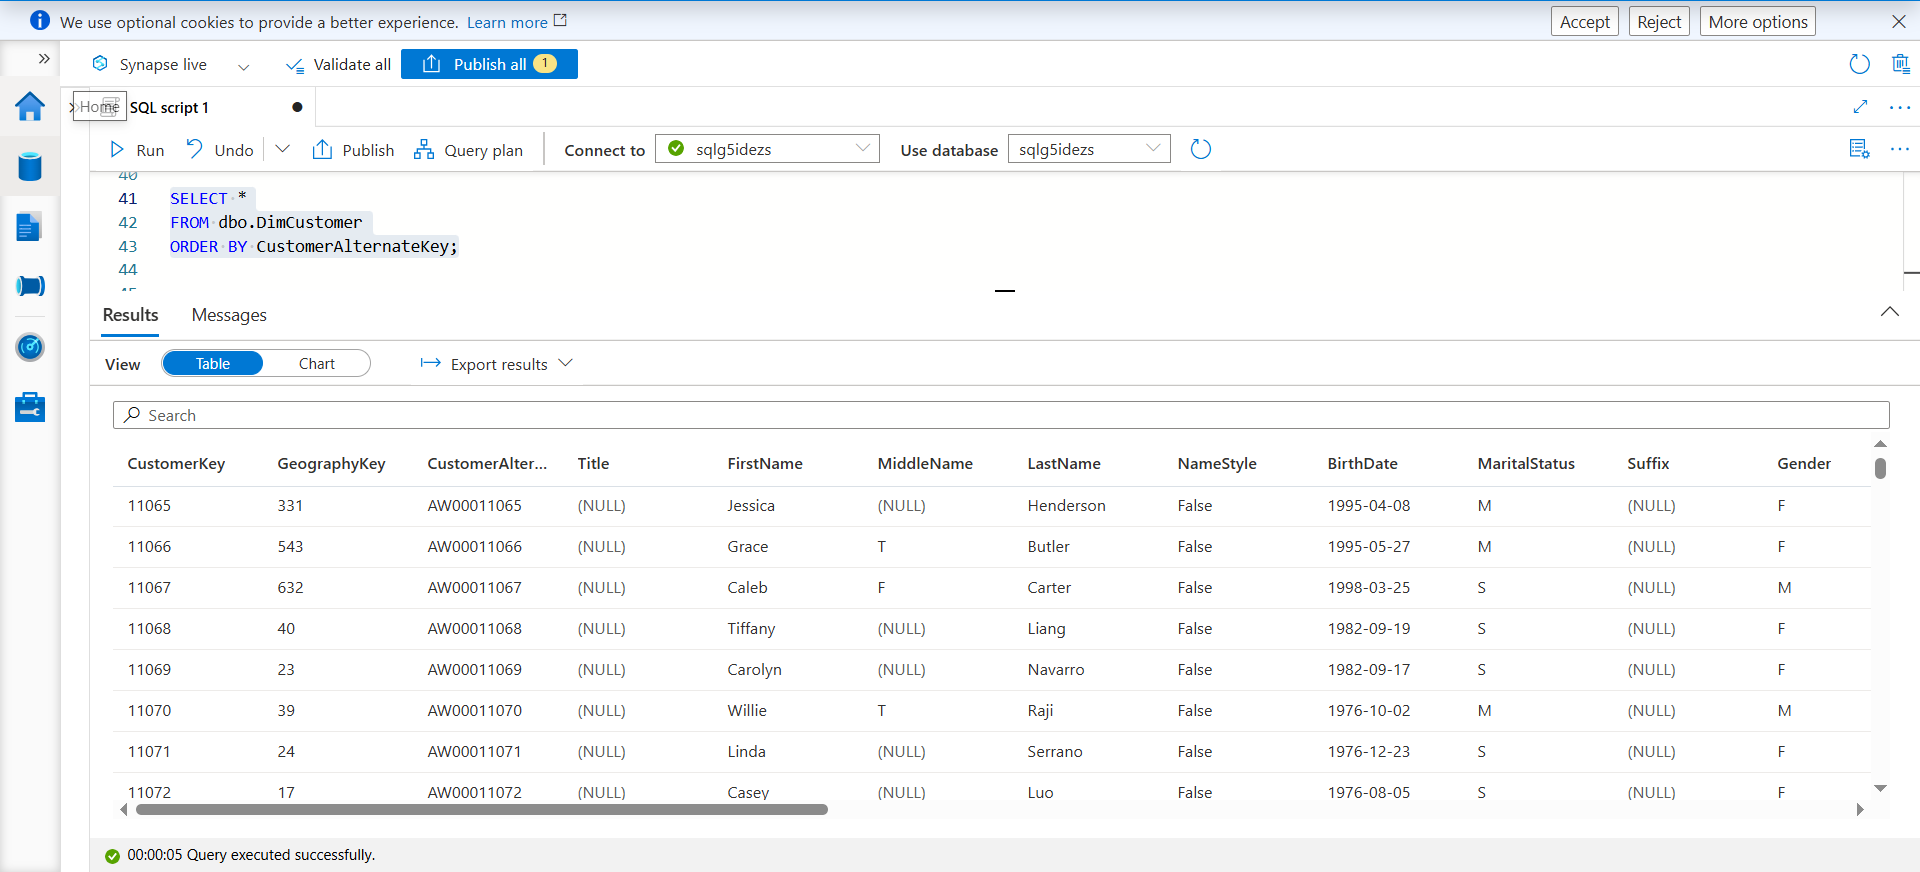 We use optional cookies to provide a better experience. Learn more
Accept Reject More options
Synapse live Validate all Publish all 1
Home SQL script 1
Run Undo Publish Query plan Connect to sqlg5idezs Use database sqlg5idezs
40
41 SELECT *
42 FROM dbo.DimCustomer
43 ORDER BY CustomerAlternateKey;
44
45
Results Messages
View Table Chart Export results
Search
CustomerKey GeographyKey CustomerAlter... Title FirstName MiddleName LastName NameStyle BirthDate MaritalStatus Suffix Gender
11065 331 AW00011065 (NULL) Jessica (NULL) Henderson False 1995-04-08 M (NULL) F
11066 543 AW00011066 (NULL) Grace T Butler False 1995-05-27 M (NULL) F
11067 632 AW00011067 (NULL) Caleb F Carter False 1998-03-25 S (NULL) M
11068 40 AW00011068 (NULL) Tiffany (NULL) Liang False 1982-09-19 S (NULL) F
11069 23 AW00011069 (NULL) Carolyn (NULL) Navarro False 1982-09-17 S (NULL) F
11070 39 AW00011070 (NULL) Willie T Raji False 1976-10-02 M (NULL) M
11071 24 AW00011071 (NULL) Linda (NULL) Serrano False 1976-12-23 S (NULL) F
11072 17 AW00011072 (NULL) Casey (NULL) Luo False 1976-08-05 S (NULL) F
00:00:05 Query executed successfully.